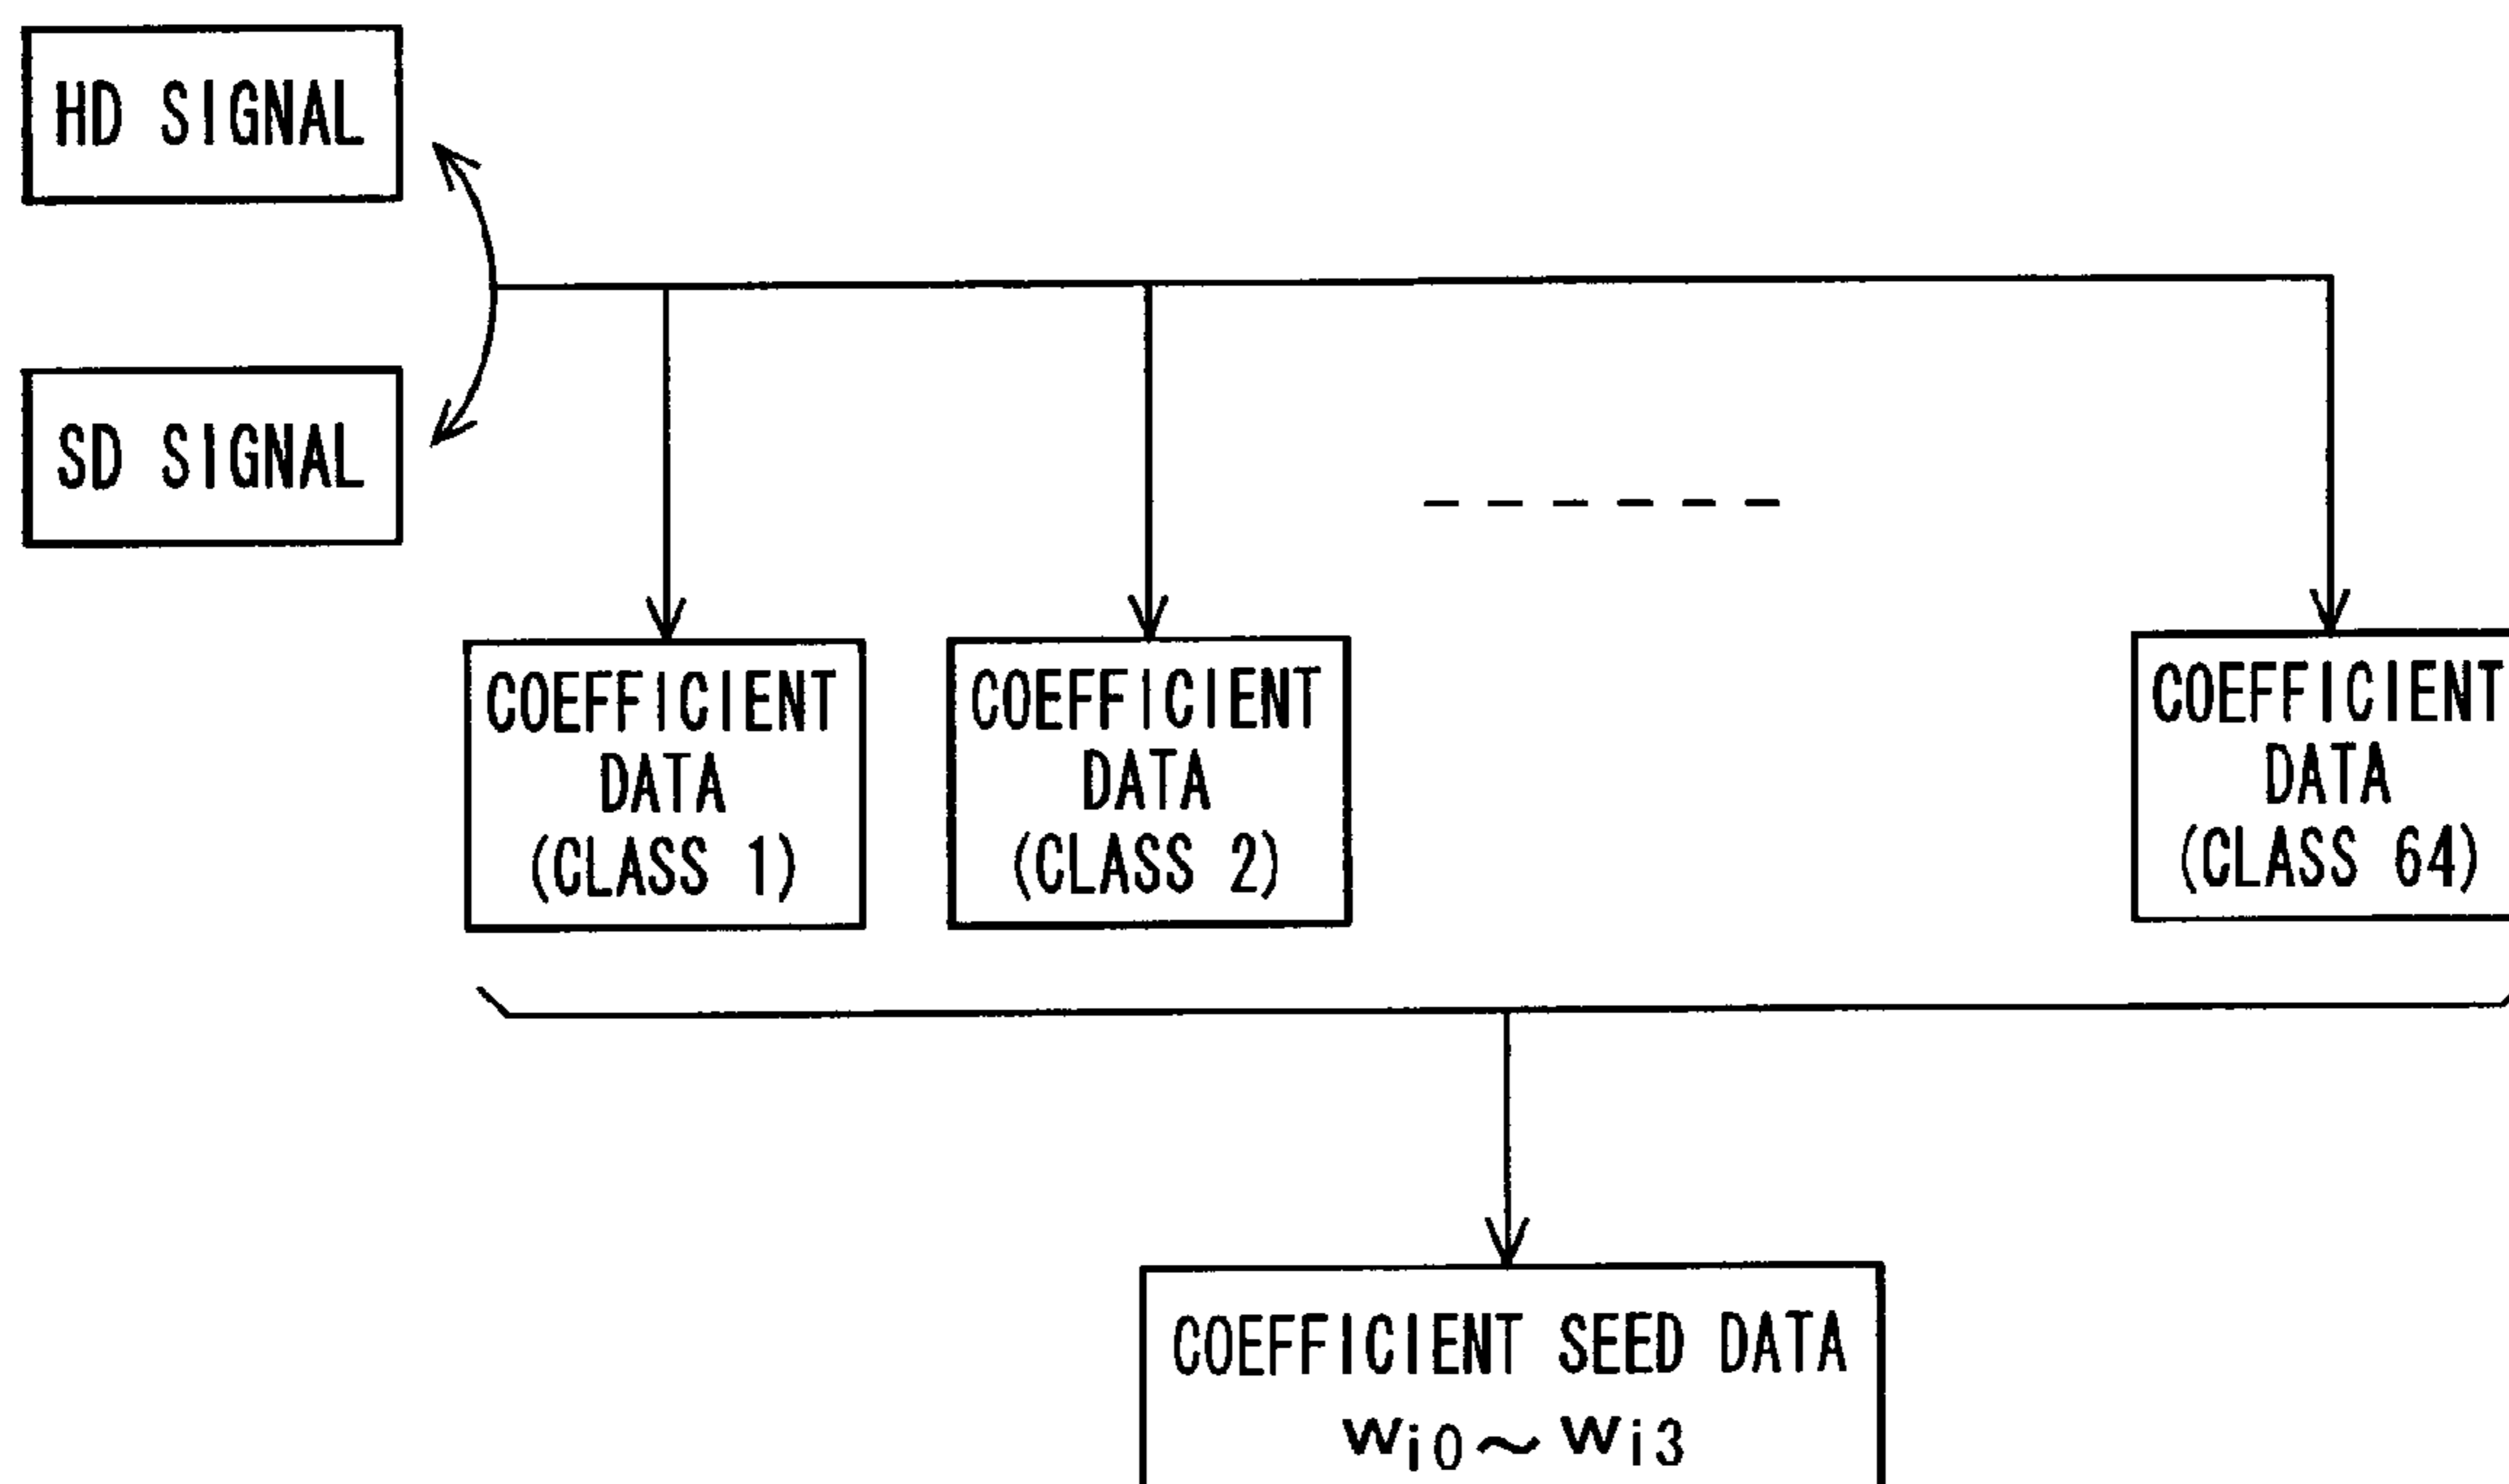 HD SIGNAL
SD SIGNAL
COEFFICIENT
DATA
(CLASS 1)
COEFFICIENT
DATA
(CLASS 2)
COEFFICIENT
DATA
(CLASS 64)
COEFFICIENT SEED DATA
wi0~wi3